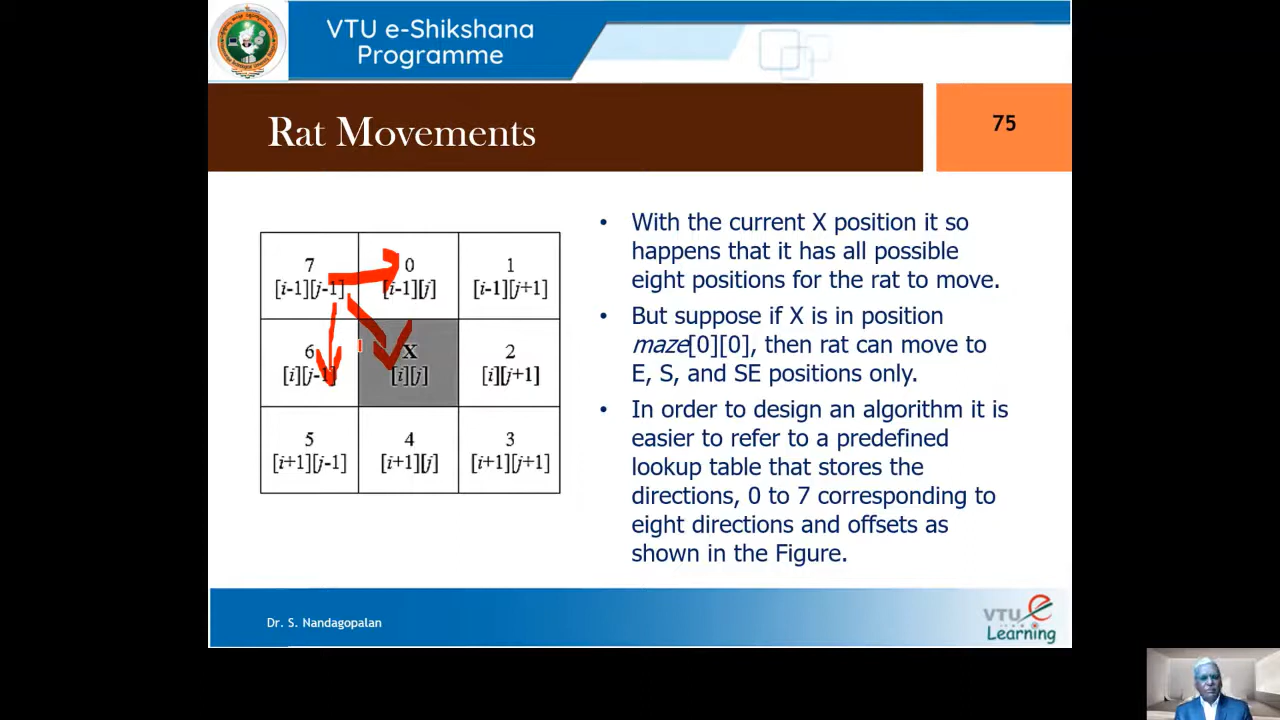 VTU e-Shikshana
Programme
Rat Movements
75
7 0 1
[i-1][j-1] [i-1][j] [i-1][j+1]
6 X 2
[i][j-1] [i][j] [i][j+1]
5 4 3
[i+1][j-1] [i+1][j] [i+1][j+1]
• With the current X position it so
happens that it has all possible
eight positions for the rat to move.
• But suppose if X is in position
maze[0][0], then rat can move to
E, S, and SE positions only.
• In order to design an algorithm it is
easier to refer to a predefined
lookup table that stores the
directions, 0 to 7 corresponding to
eight directions and offsets as
shown in the Figure.
Dr. S. Nandagopalan
VTU e
Learning